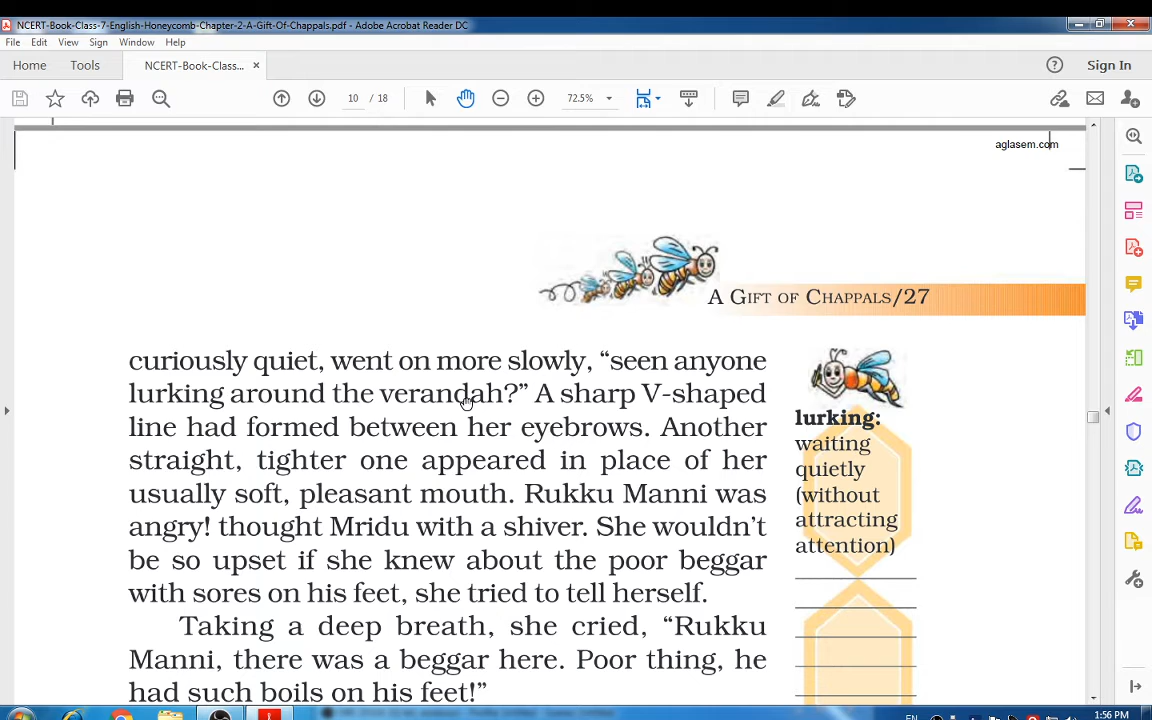 NCERT-Book-Class-7-English-Honeycomb-Chapter-2-A-Gift-Of-Chappals.pdf - Adobe Acrobat Reader DC
File Edit View Sign Window Help
Home Tools NCERT-Book-Class... × Sign In
10 / 18 72.5%
aglasem.com
A GIFT OF CHAPPALS/27
curiously quiet, went on more slowly, “seen anyone
lurking around the verandah?” A sharp V-shaped
line had formed between her eyebrows. Another
straight, tighter one appeared in place of her
usually soft, pleasant mouth. Rukku Manni was
angry! thought Mridu with a shiver. She wouldn’t
be so upset if she knew about the poor beggar
with sores on his feet, she tried to tell herself.
Taking a deep breath, she cried, “Rukku
Manni, there was a beggar here. Poor thing, he
had such boils on his feet!”
lurking:
waiting
quietly
(without
attracting
attention)
EN 1:56 PM